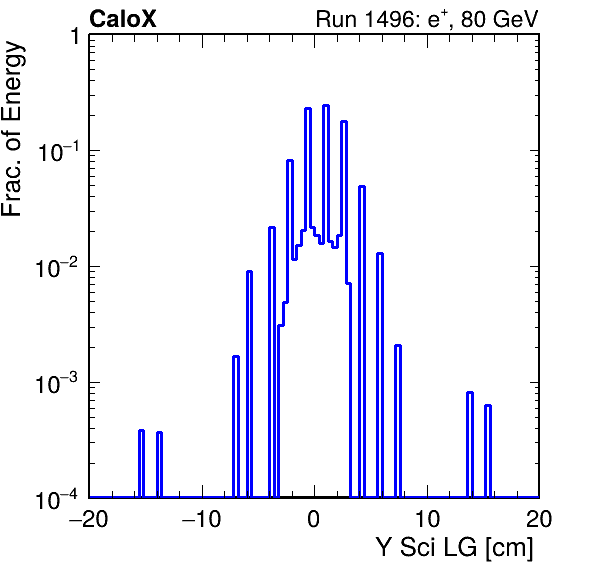 CaloX Run 1496: e⁺, 80 GeV
Frac. of Energy
1
10⁻¹
10⁻²
10⁻³
10⁻⁴
−20 −10 0 10 20
Y Sci LG [cm]